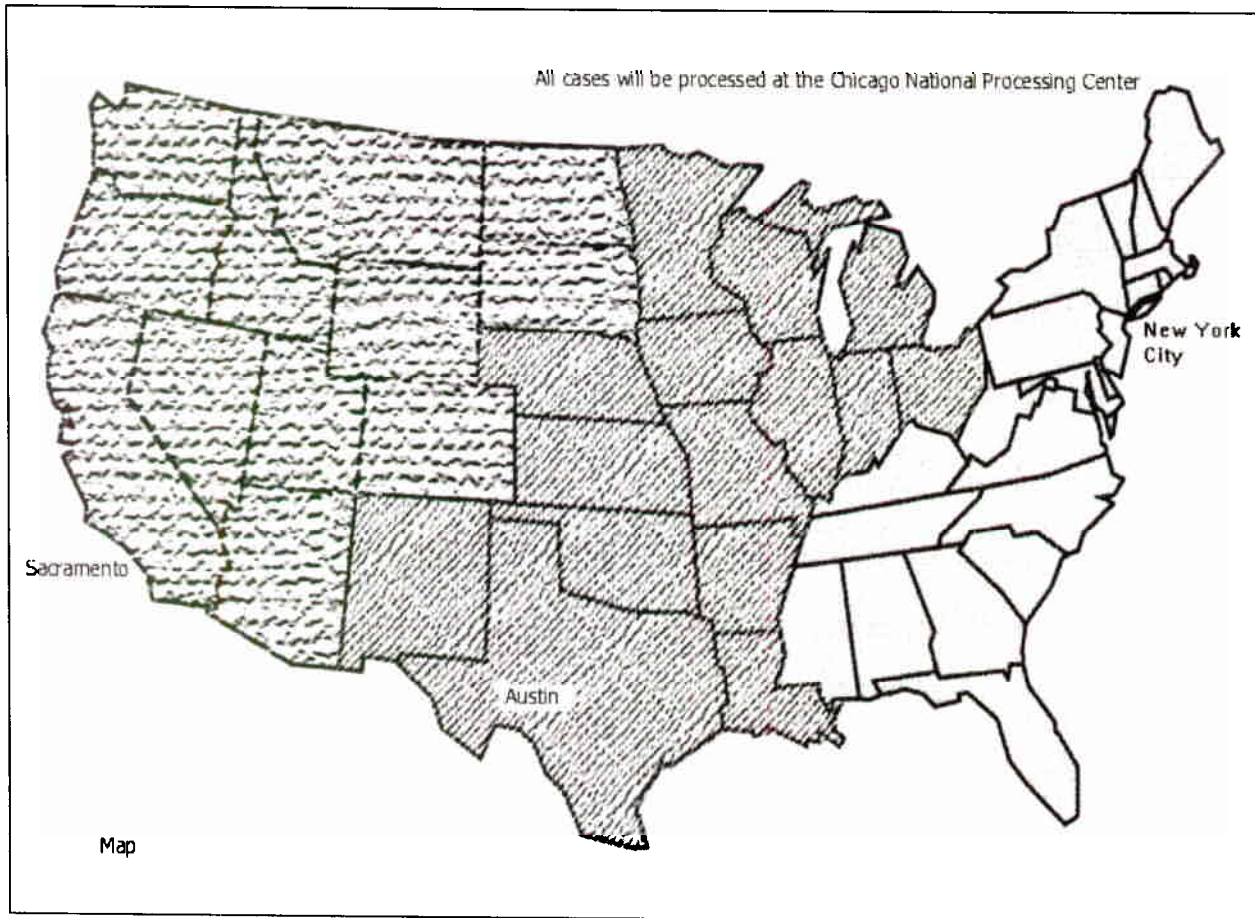 All cases will be processed at the Chicago National Processing Center
New York
City
Sacramento
Austin
Map